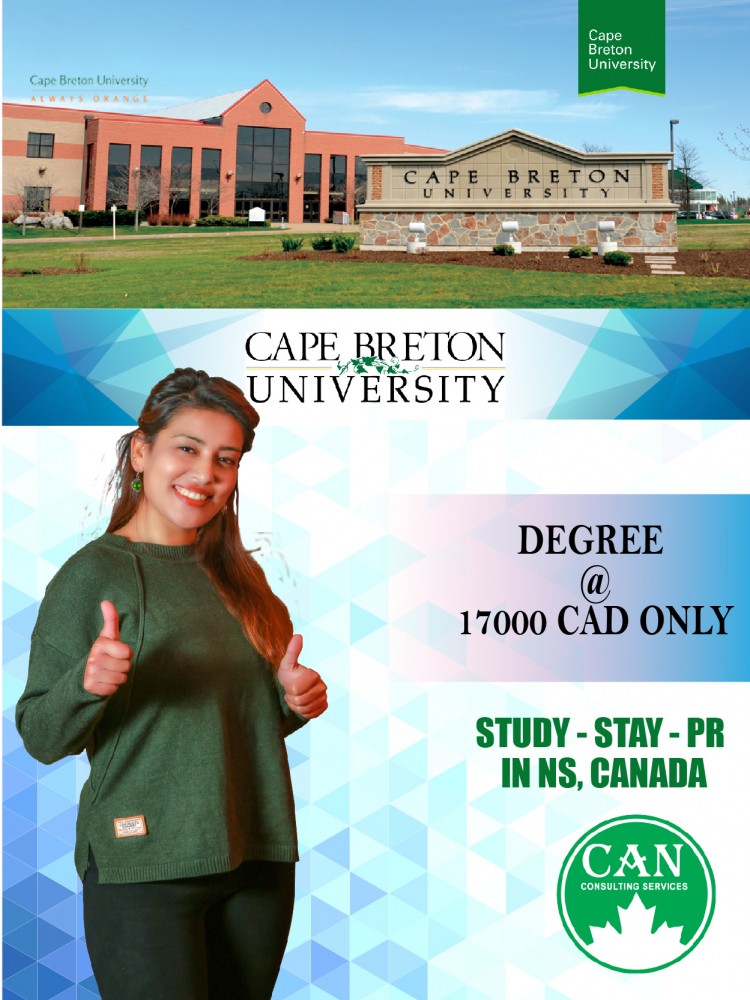 Cape
Breton
University
Cape Breton University
ALWAYS ORANGE
CAPE BRETON
UNIVERSITY
CAPE BRETON
UNIVERSITY
DEGREE
@
17000 CAD ONLY
STUDY - STAY - PR
IN NS, CANADA
CAN
CONSULTING SERVICES